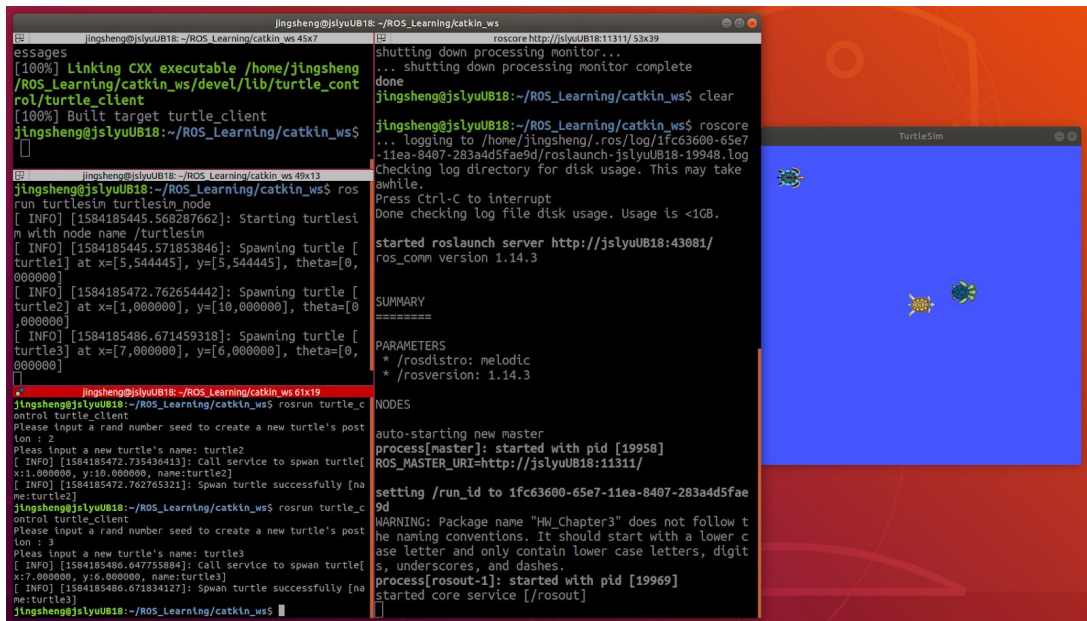 jingsheng@jslyuUB18: ~/ROS_Learning/catkin_ws
jingsheng@jslyuUB18: ~/ROS_Learning/catkin_ws 45x7
essages
[100%] Linking CXX executable /home/jingsheng
/ROS_Learning/catkin_ws/devel/lib/turtle_cont
rol/turtle_client
[100%] Built target turtle_client
jingsheng@jslyuUB18:~/ROS_Learning/catkin_ws$
jingsheng@jslyuUB18: ~/ROS_Learning/catkin_ws 49x13
jingsheng@jslyuUB18:~/ROS_Learning/catkin_ws$ ros
run turtlesim turtlesim_node
[ INFO] [1584185445.568287662]: Starting turtlesi
m with node name /turtlesim
[ INFO] [1584185445.571853846]: Spawning turtle [
turtle1] at x=[5,544445], y=[5,544445], theta=[0,
000000]
[ INFO] [1584185472.762654442]: Spawning turtle [
turtle2] at x=[1,000000], y=[10,000000], theta=[0
,000000]
[ INFO] [1584185486.671459318]: Spawning turtle [
turtle3] at x=[7,000000], y=[6,000000], theta=[0,
000000]
jingsheng@jslyuUB18: ~/ROS_Learning/catkin_ws 61x19
jingsheng@jslyuUB18:~/ROS_Learning/catkin_ws$ rosrun turtle_c
ontrol turtle_client
Please input a rand number seed to create a new turtle's post
ion : 2
Pleas input a new turtle's name: turtle2
[ INFO] [1584185472.735436413]: Call service to spwan turtle[
x:1.000000, y:10.000000, name:turtle2]
[ INFO] [1584185472.762765321]: Spwan turtle successfully [na
me:turtle2]
jingsheng@jslyuUB18:~/ROS_Learning/catkin_ws$ rosrun turtle_c
ontrol turtle_client
Please input a rand number seed to create a new turtle's post
ion : 3
Pleas input a new turtle's name: turtle3
[ INFO] [1584185486.647755884]: Call service to spwan turtle[
x:7.000000, y:6.000000, name:turtle3]
[ INFO] [1584185486.671834127]: Spwan turtle successfully [na
me:turtle3]
jingsheng@jslyuUB18:~/ROS_Learning/catkin_ws$
roscore http://jslyuUB18:11311/ 53x39
shutting down processing monitor...
... shutting down processing monitor complete
done
jingsheng@jslyuUB18:~/ROS_Learning/catkin_ws$ clear
jingsheng@jslyuUB18:~/ROS_Learning/catkin_ws$ roscore
... logging to /home/jingsheng/.ros/log/1fc63600-65e7
-11ea-8407-283a4d5fae9d/roslaunch-jslyuUB18-19948.log
Checking log directory for disk usage. This may take
awhile.
Press Ctrl-C to interrupt
Done checking log file disk usage. Usage is <1GB.
started roslaunch server http://jslyuUB18:43081/
ros_comm version 1.14.3
SUMMARY
========
PARAMETERS
* /rosdistro: melodic
* /rosversion: 1.14.3
NODES
auto-starting new master
process[master]: started with pid [19958]
ROS_MASTER_URI=http://jslyuUB18:11311/
setting /run_id to 1fc63600-65e7-11ea-8407-283a4d5fae
9d
WARNING: Package name "HW_Chapter3" does not follow t
he naming conventions. It should start with a lower c
ase letter and only contain lower case letters, digit
s, underscores, and dashes.
process[rosout-1]: started with pid [19969]
started core service [/rosout]
TurtleSim